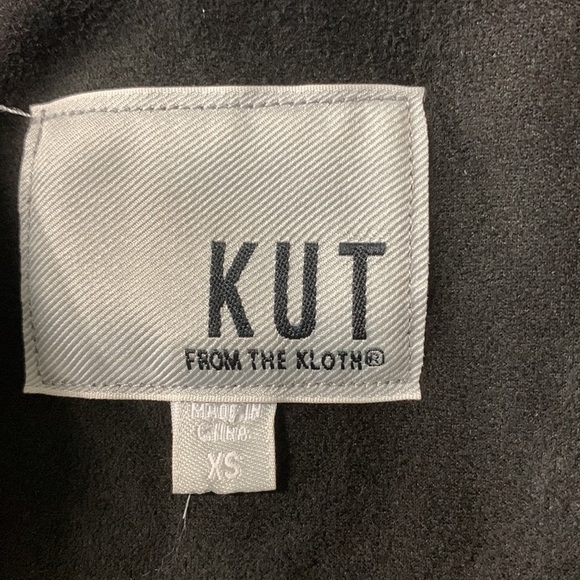 KUT
FROM THE KLOTH®
MADE IN
CHINA
XS